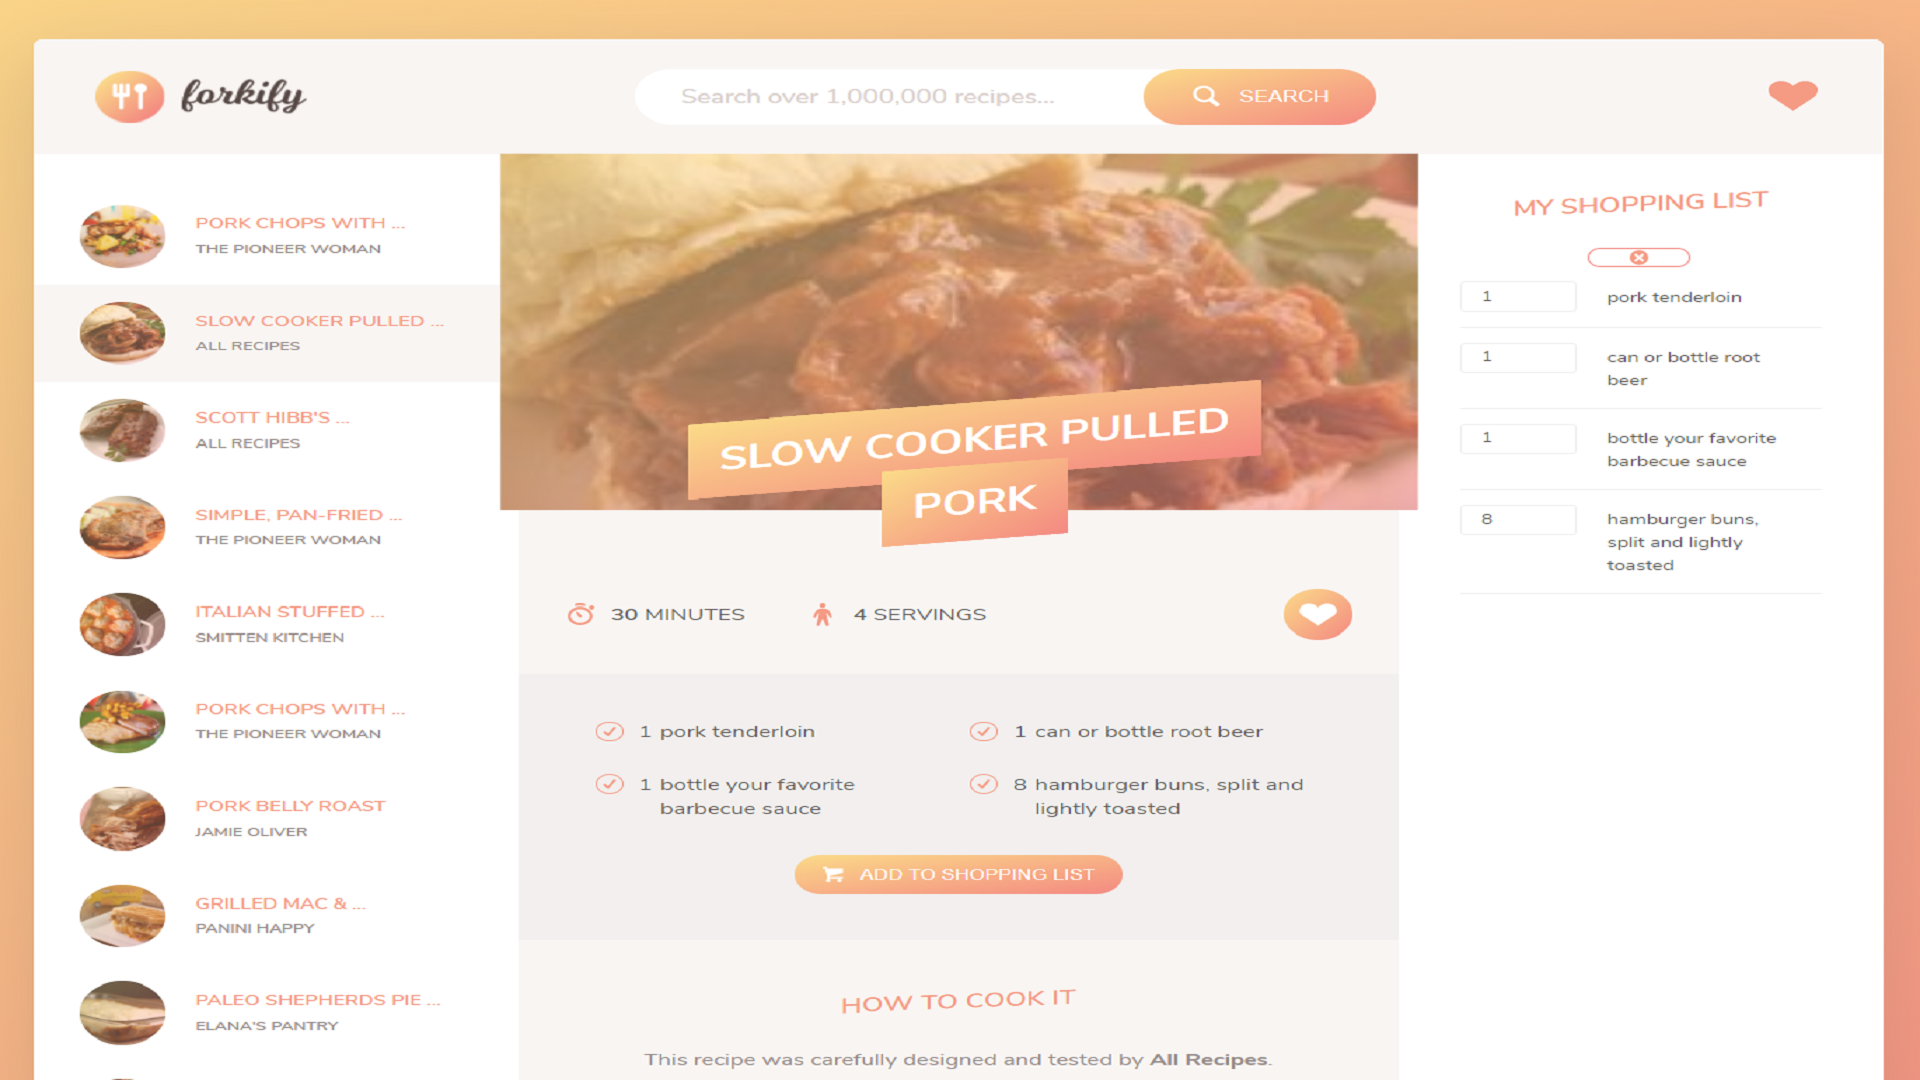 forkify
Search over 1,000,000 recipes...
SEARCH
PORK CHOPS WITH ...
THE PIONEER WOMAN
SLOW COOKER PULLED ...
ALL RECIPES
SCOTT HIBB'S ...
ALL RECIPES
SIMPLE, PAN-FRIED ...
THE PIONEER WOMAN
ITALIAN STUFFED ...
SMITTEN KITCHEN
PORK CHOPS WITH ...
THE PIONEER WOMAN
PORK BELLY ROAST
JAMIE OLIVER
GRILLED MAC & ...
PANINI HAPPY
PALEO SHEPHERDS PIE ...
ELANA'S PANTRY
SLOW COOKER PULLED
PORK
30 MINUTES
4 SERVINGS
1 pork tenderloin
1 can or bottle root beer
1 bottle your favorite
barbecue sauce
8 hamburger buns, split and
lightly toasted
ADD TO SHOPPING LIST
HOW TO COOK IT
This recipe was carefully designed and tested by All Recipes.
MY SHOPPING LIST
1 pork tenderloin
1 can or bottle root
beer
1 bottle your favorite
barbecue sauce
8 hamburger buns,
split and lightly
toasted